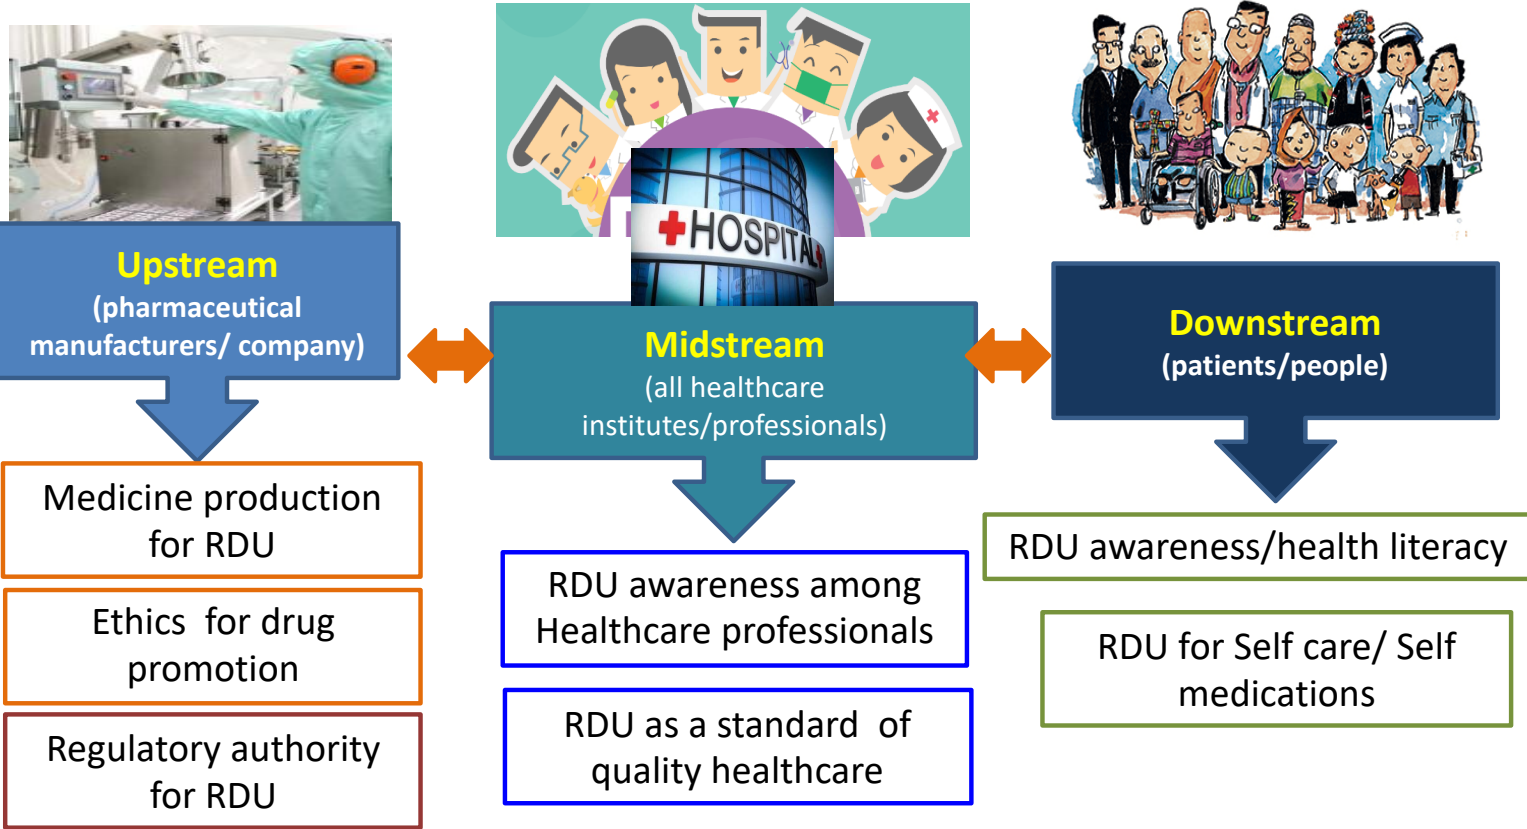 HOSPITAL
Upstream
(pharmaceutical
manufacturers/ company)
Medicine production
for RDU
Ethics  for drug
promotion
Regulatory authority
for RDU
Midstream
(all healthcare
institutes/professionals)
RDU awareness among
Healthcare professionals
RDU as a standard  of
quality healthcare
Downstream
(patients/people)
RDU awareness/health literacy
RDU for Self care/ Self
medications